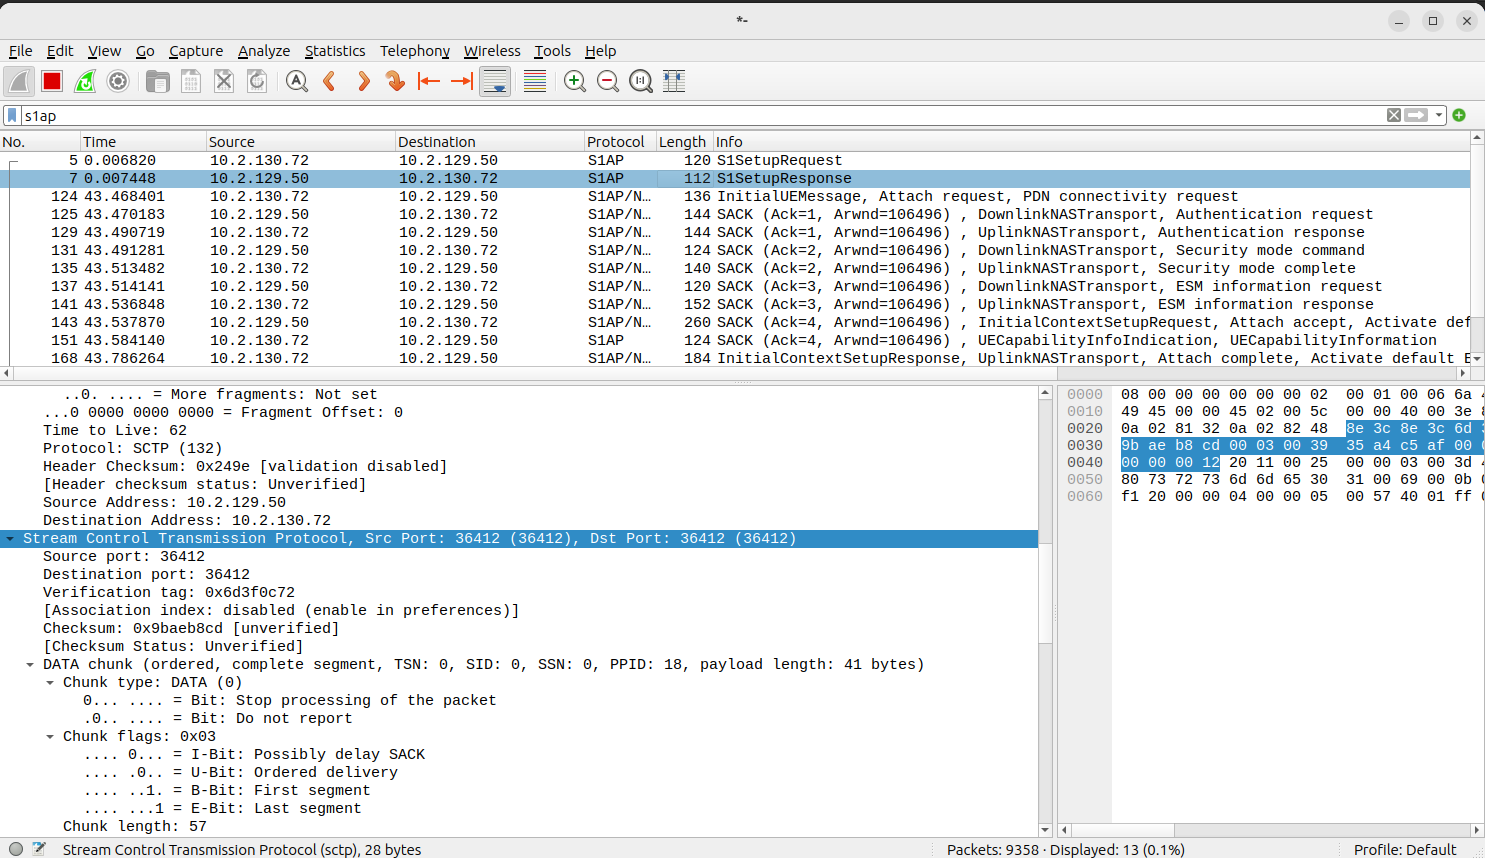 *-
File Edit View Go Capture Analyze Statistics Telephony Wireless Tools Help
s1ap
No. Time Source Destination Protocol Length Info
5 0.006820 10.2.130.72 10.2.129.50 S1AP 120 S1SetupRequest
7 0.007448 10.2.129.50 10.2.130.72 S1AP 112 S1SetupResponse
124 43.468401 10.2.130.72 10.2.129.50 S1AP/N… 136 InitialUEMessage, Attach request, PDN connectivity request
125 43.470183 10.2.129.50 10.2.130.72 S1AP/N… 144 SACK (Ack=1, Arwnd=106496) , DownlinkNASTransport, Authentication request
129 43.490719 10.2.130.72 10.2.129.50 S1AP/N… 144 SACK (Ack=1, Arwnd=106496) , UplinkNASTransport, Authentication response
131 43.491281 10.2.129.50 10.2.130.72 S1AP/N… 124 SACK (Ack=2, Arwnd=106496) , DownlinkNASTransport, Security mode command
135 43.513482 10.2.130.72 10.2.129.50 S1AP/N… 140 SACK (Ack=2, Arwnd=106496) , UplinkNASTransport, Security mode complete
137 43.514141 10.2.129.50 10.2.130.72 S1AP/N… 120 SACK (Ack=3, Arwnd=106496) , DownlinkNASTransport, ESM information request
141 43.536848 10.2.130.72 10.2.129.50 S1AP/N… 152 SACK (Ack=3, Arwnd=106496) , UplinkNASTransport, ESM information response
143 43.537870 10.2.129.50 10.2.130.72 S1AP/N… 260 SACK (Ack=4, Arwnd=106496) , InitialContextSetupRequest, Attach accept, Activate def
151 43.584140 10.2.130.72 10.2.129.50 S1AP 124 SACK (Ack=4, Arwnd=106496) , UECapabilityInfoIndication, UECapabilityInformation
168 43.786264 10.2.130.72 10.2.129.50 S1AP/N… 184 InitialContextSetupResponse, UplinkNASTransport, Attach complete, Activate default E
..0. .... = More fragments: Not set
...0 0000 0000 0000 = Fragment Offset: 0
Time to Live: 62
Protocol: SCTP (132)
Header Checksum: 0x249e [validation disabled]
[Header checksum status: Unverified]
Source Address: 10.2.129.50
Destination Address: 10.2.130.72
Stream Control Transmission Protocol, Src Port: 36412 (36412), Dst Port: 36412 (36412)
Source port: 36412
Destination port: 36412
Verification tag: 0x6d3f0c72
[Association index: disabled (enable in preferences)]
Checksum: 0x9baeb8cd [unverified]
[Checksum Status: Unverified]
DATA chunk (ordered, complete segment, TSN: 0, SID: 0, SSN: 0, PPID: 18, payload length: 41 bytes)
Chunk type: DATA (0)
0... .... = Bit: Stop processing of the packet
.0.. .... = Bit: Do not report
Chunk flags: 0x03
.... 0... = I-Bit: Possibly delay SACK
.... .0.. = U-Bit: Ordered delivery
.... ..1. = B-Bit: First segment
.... ...1 = E-Bit: Last segment
Chunk length: 57
0000 08 00 00 00 00 00 00 02 00 01 00 06 6a
0010 49 45 00 00 45 02 00 5c 00 00 40 00 3e
0020 0a 02 81 32 0a 02 82 48 8e 3c 8e 3c 6d
0030 9b ae b8 cd 00 03 00 39 35 a4 c5 af 00
0040 00 00 00 12 20 11 00 25 00 00 03 00 3d
0050 80 73 72 73 6d 6d 65 30 31 00 69 00 0b
0060 f1 20 00 00 04 00 00 05 00 57 40 01 ff
Stream Control Transmission Protocol (sctp), 28 bytes
Packets: 9358 · Displayed: 13 (0.1%)
Profile: Default